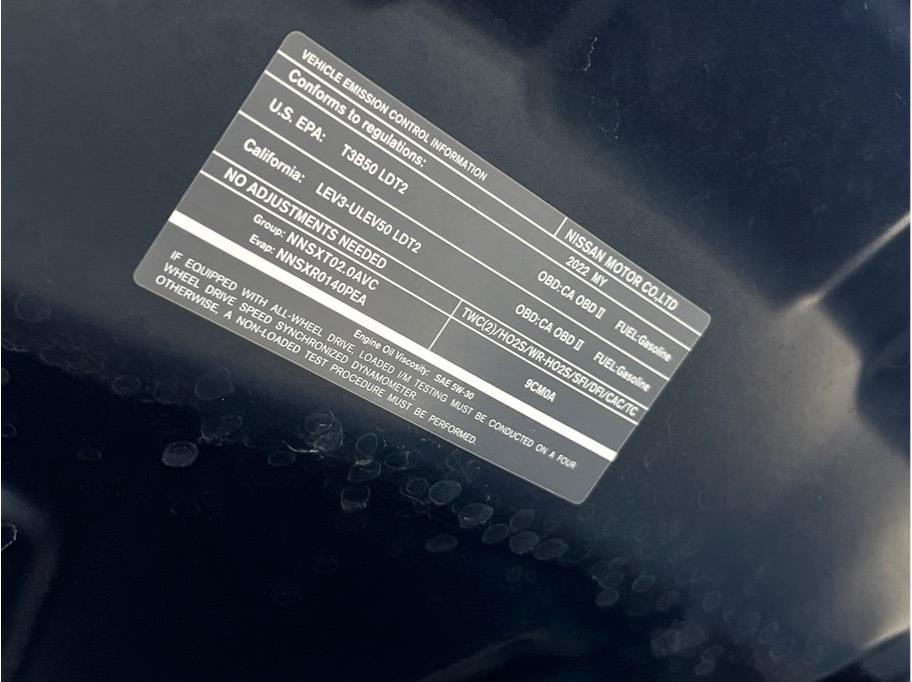 VEHICLE EMISSION CONTROL INFORMATION
NISSAN MOTOR CO.,LTD
Conforms to regulations:
2022 MY
U.S. EPA: T3B50 LDT2 OBD:CA OBD II FUEL:Gasoline
California: LEV3-ULEV50 LDT2 OBD:CA OBD II FUEL:Gasoline
NO ADJUSTMENTS NEEDED TWC(2)/HO2S/WR-HO2S/SFI/DFI/CAC/TC
Group: NNSXT02.0AVC
Evap: NNSXR0140PEA
9CM0A
Engine Oil Viscosity: SAE 5W-30
IF EQUIPPED WITH ALL-WHEEL DRIVE, LOADED I/M TESTING MUST BE CONDUCTED ON A FOUR
WHEEL DRIVE SPEED SYNCHRONIZED DYNAMOMETER.
OTHERWISE, A NON-LOADED TEST PROCEDURE MUST BE PERFORMED.